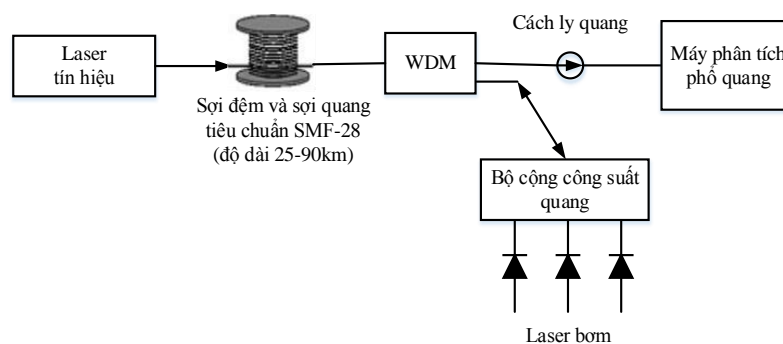 Laser
tín hiệu
Sợi đệm và sợi quang
tiêu chuẩn SMF-28
(độ dài 25-90km)
WDM
Cách ly quang
Máy phân tích
phổ quang
Bộ cộng công suất
quang
Laser bơm